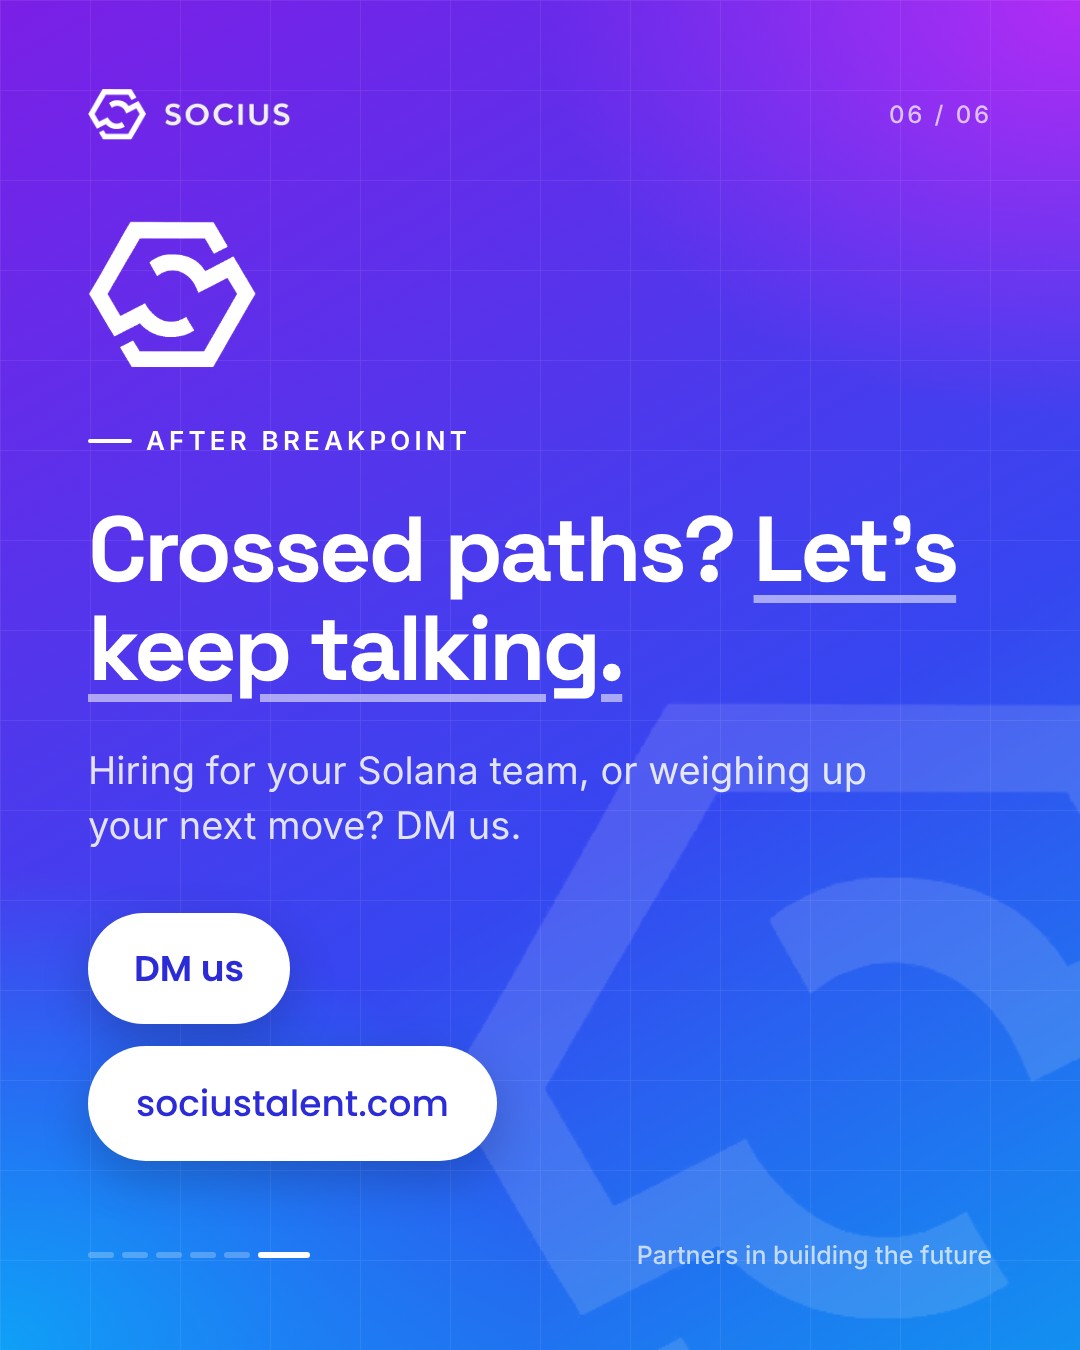 SOCIUS
06 / 06
AFTER BREAKPOINT
Crossed paths? Let’s
keep talking.
Hiring for your Solana team, or weighing up
your next move? DM us.
DM us
sociustalent.com
Partners in building the future